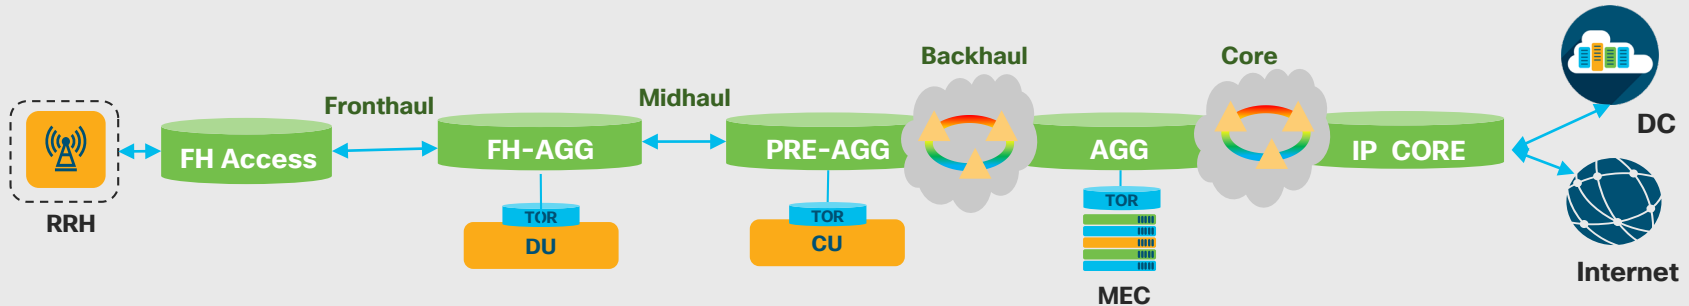 Backhaul
Core
Fronthaul
Midhaul
DC
FH Access
FH-AGG
PRE-AGG
AGG
IP CORE
RRH
TOR
DU
TOR
CU
TOR
MEC
Internet